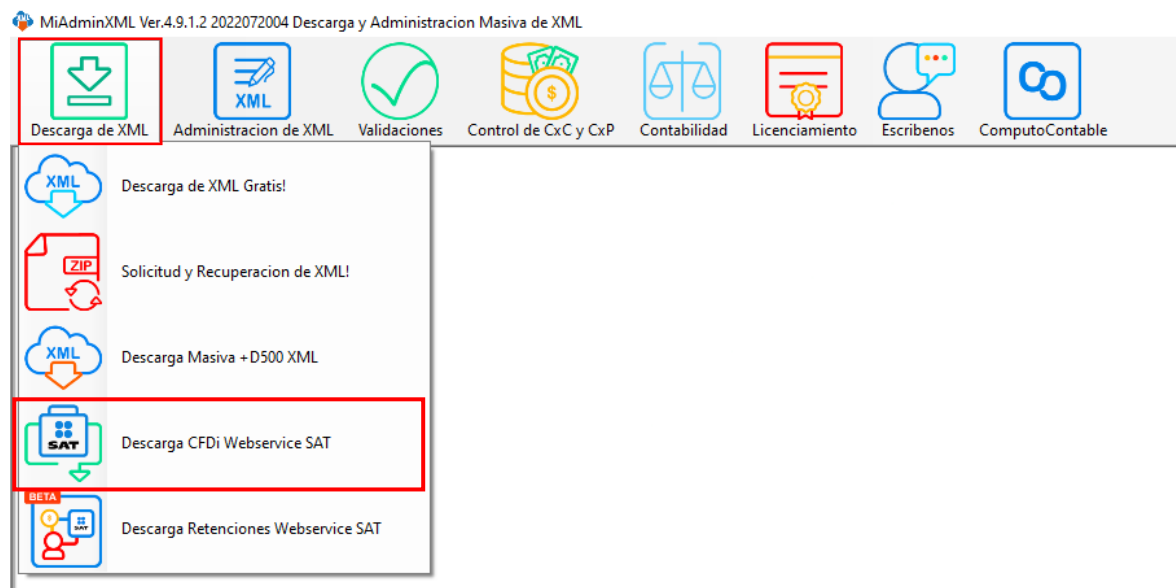 MiAdminXML Ver.4.9.1.2 2022072004 Descarga y Administracion Masiva de XML
XML
$
Descarga de XML Administracion de XML Validaciones Control de CxC y CxP Contabilidad Licenciamiento Escribenos ComputoContable
XML
Descarga de XML Gratis!
ZIP
Solicitud y Recuperacion de XML!
XML
Descarga Masiva +D500 XML
SAT
Descarga CFDi Webservice SAT
BETA
$
SAT
Descarga Retenciones Webservice SAT